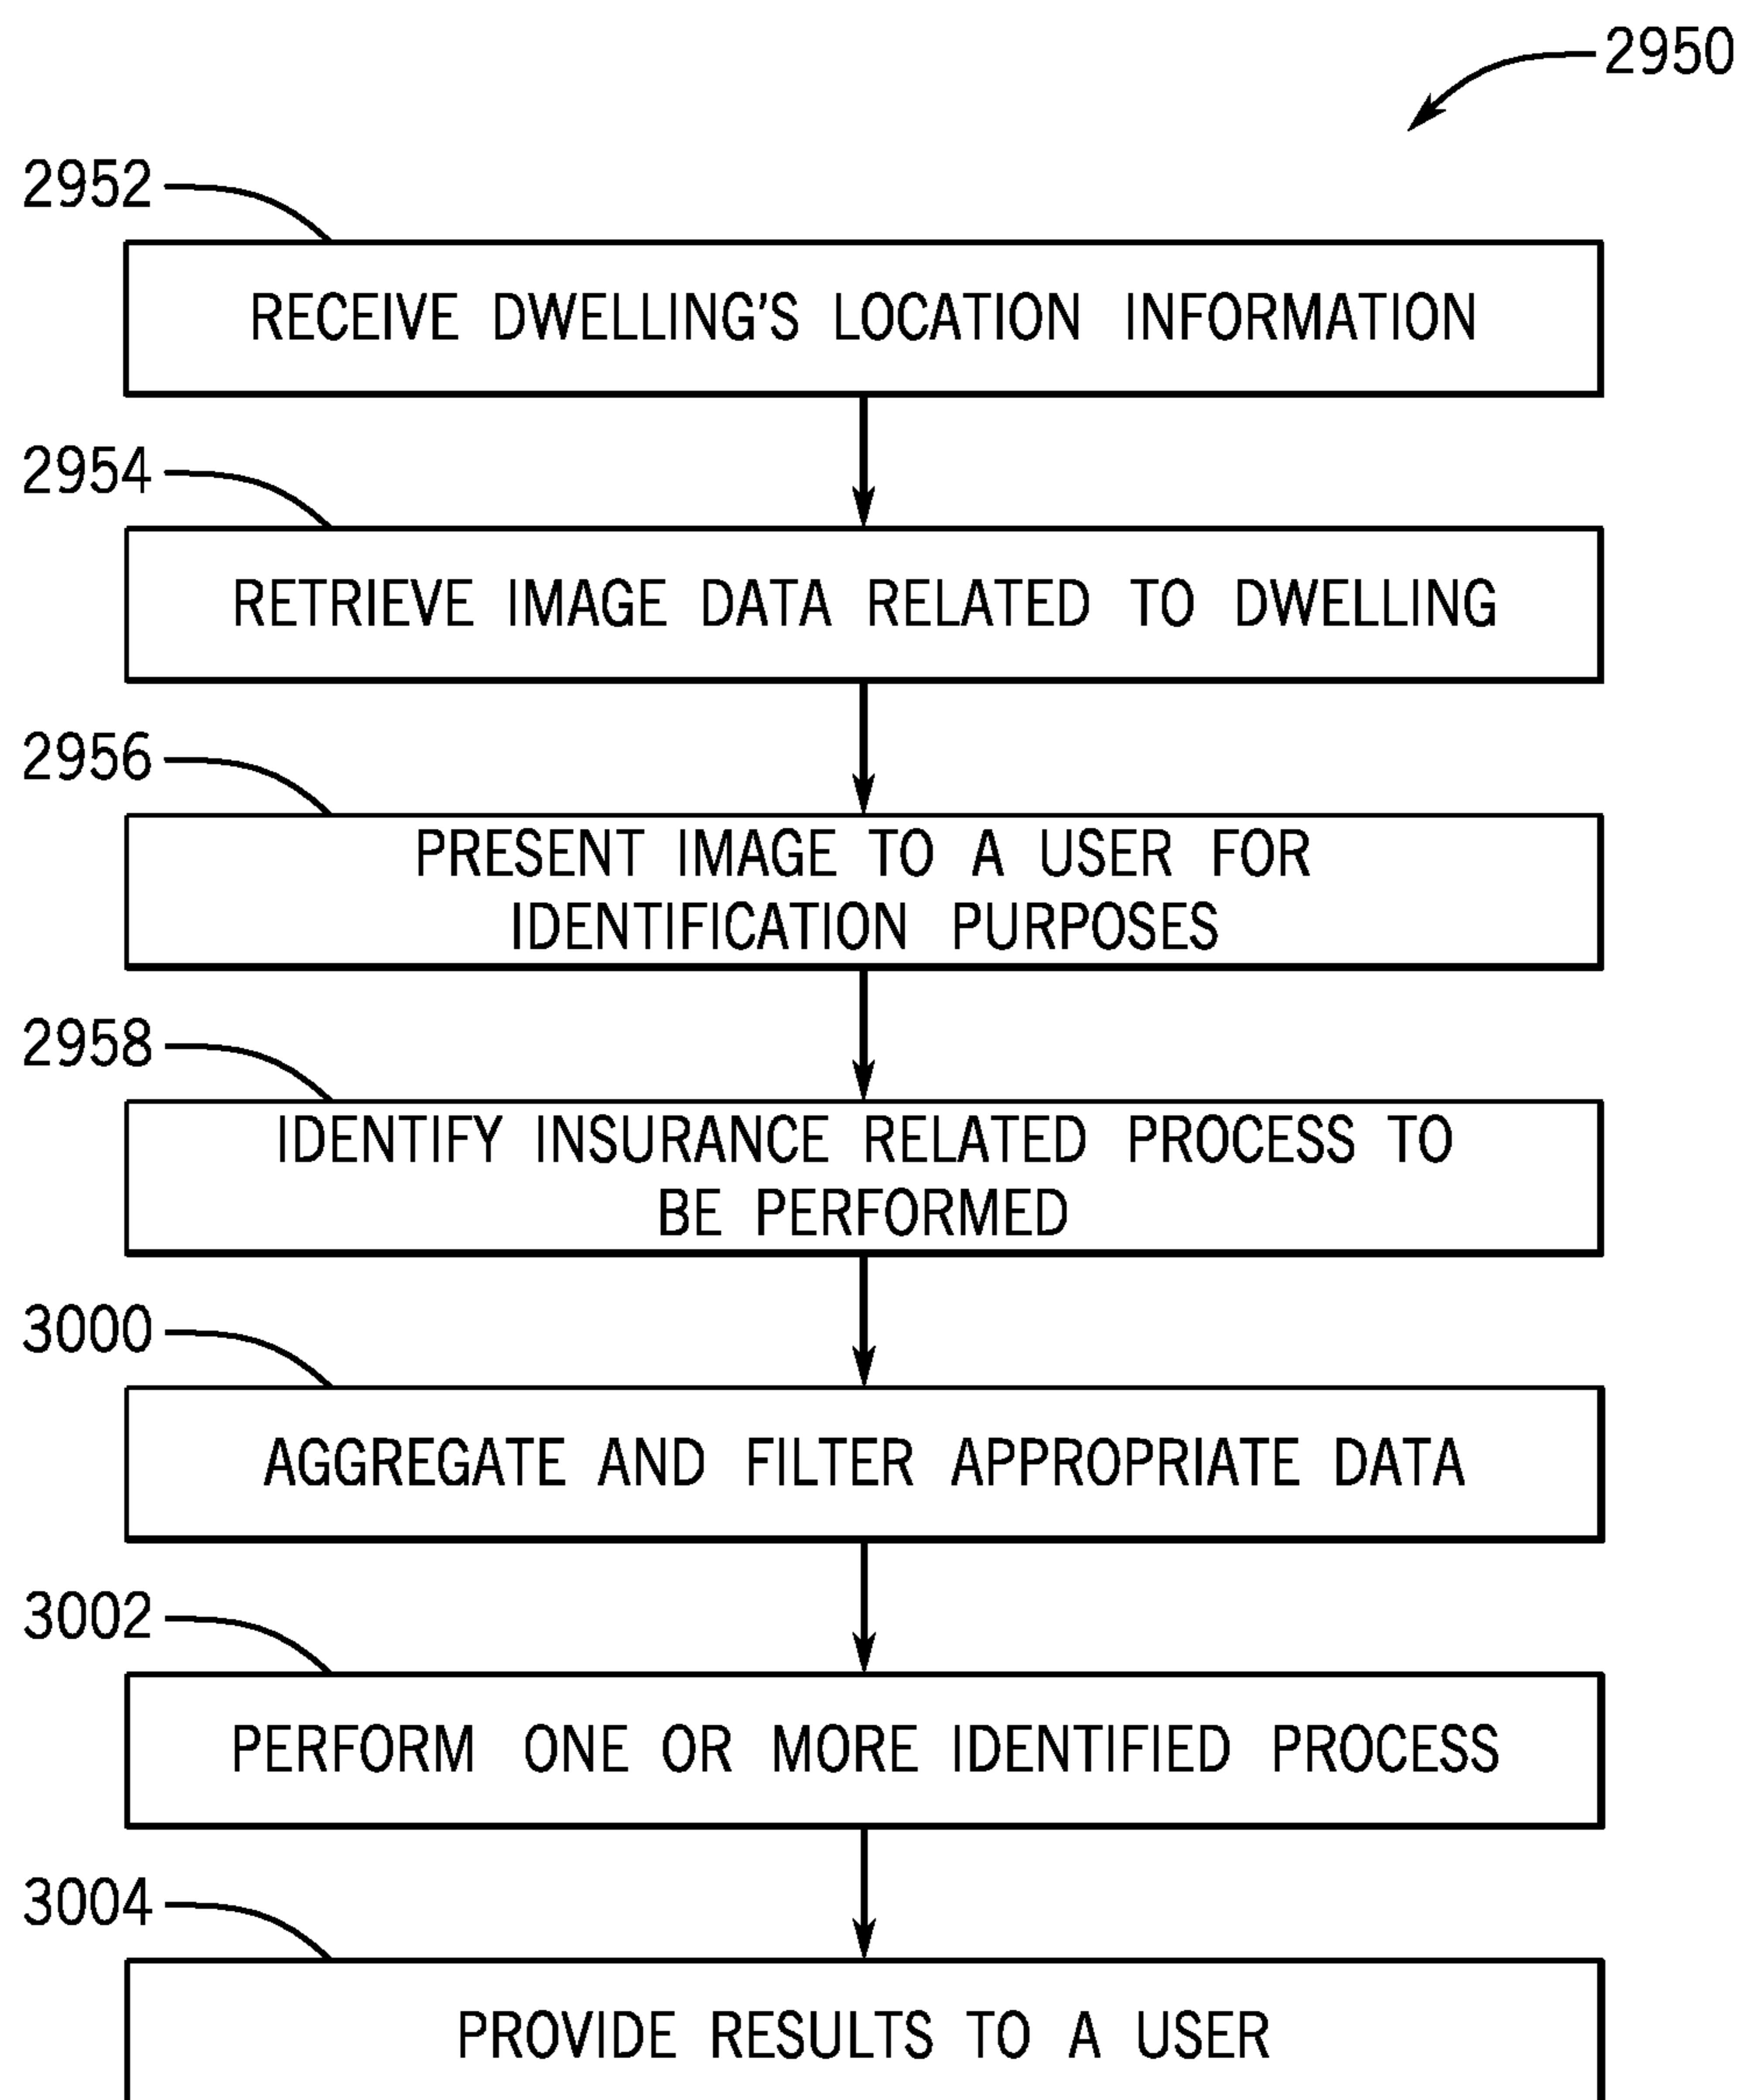 2950
2952
RECEIVE DWELLING'S LOCATION INFORMATION
2954
RETRIEVE IMAGE DATA RELATED TO DWELLING
2956
PRESENT IMAGE TO A USER FOR
IDENTIFICATION PURPOSES
2958
IDENTIFY INSURANCE RELATED PROCESS TO
BE PERFORMED
3000
AGGREGATE AND FILTER APPROPRIATE DATA
3002
PERFORM ONE OR MORE IDENTIFIED PROCESS
3004
PROVIDE RESULTS TO A USER